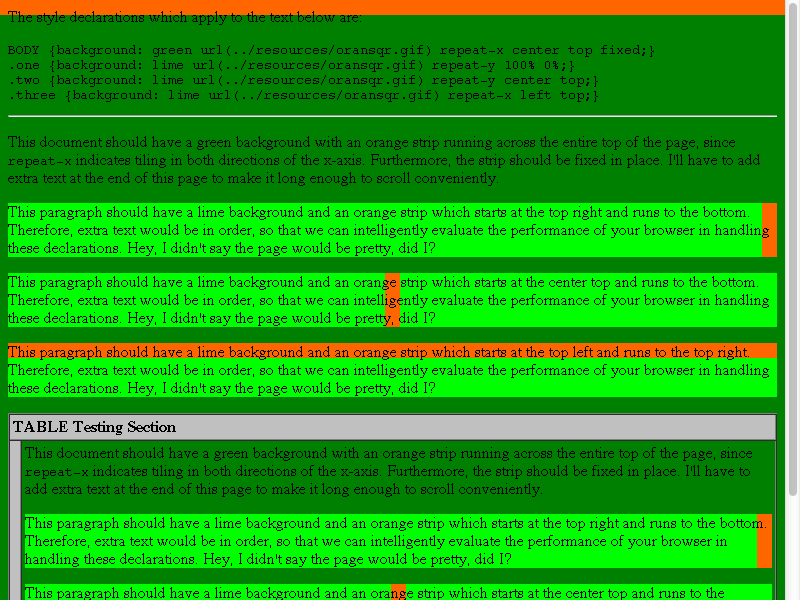 The style declarations which apply to the text below are:
BODY {background: green url(../resources/oransqr.gif) repeat-x center top fixed;}
.one {background: lime url(../resources/oransqr.gif) repeat-y 100% 0%;}
.two {background: lime url(../resources/oransqr.gif) repeat-y center top;}
.three {background: lime url(../resources/oransqr.gif) repeat-x left top;}
This document should have a green background with an orange strip running across the entire top of the page, since
repeat-x indicates tiling in both directions of the x-axis. Furthermore, the strip should be fixed in place. I'll have to add
extra text at the end of this page to make it long enough to scroll conveniently.
This paragraph should have a lime background and an orange strip which starts at the top right and runs to the bottom.
Therefore, extra text would be in order, so that we can intelligently evaluate the performance of your browser in handling
these declarations. Hey, I didn't say the page would be pretty, did I?
This paragraph should have a lime background and an orange strip which starts at the center top and runs to the bottom.
Therefore, extra text would be in order, so that we can intelligently evaluate the performance of your browser in handling
these declarations. Hey, I didn't say the page would be pretty, did I?
This paragraph should have a lime background and an orange strip which starts at the top left and runs to the top right.
Therefore, extra text would be in order, so that we can intelligently evaluate the performance of your browser in handling
these declarations. Hey, I didn't say the page would be pretty, did I?
TABLE Testing Section
This document should have a green background with an orange strip running across the entire top of the page, since
repeat-x indicates tiling in both directions of the x-axis. Furthermore, the strip should be fixed in place. I'll have to
add extra text at the end of this page to make it long enough to scroll conveniently.
This paragraph should have a lime background and an orange strip which starts at the top right and runs to the bottom.
Therefore, extra text would be in order, so that we can intelligently evaluate the performance of your browser in
handling these declarations. Hey, I didn't say the page would be pretty, did I?
This paragraph should have a lime background and an orange strip which starts at the center top and runs to the